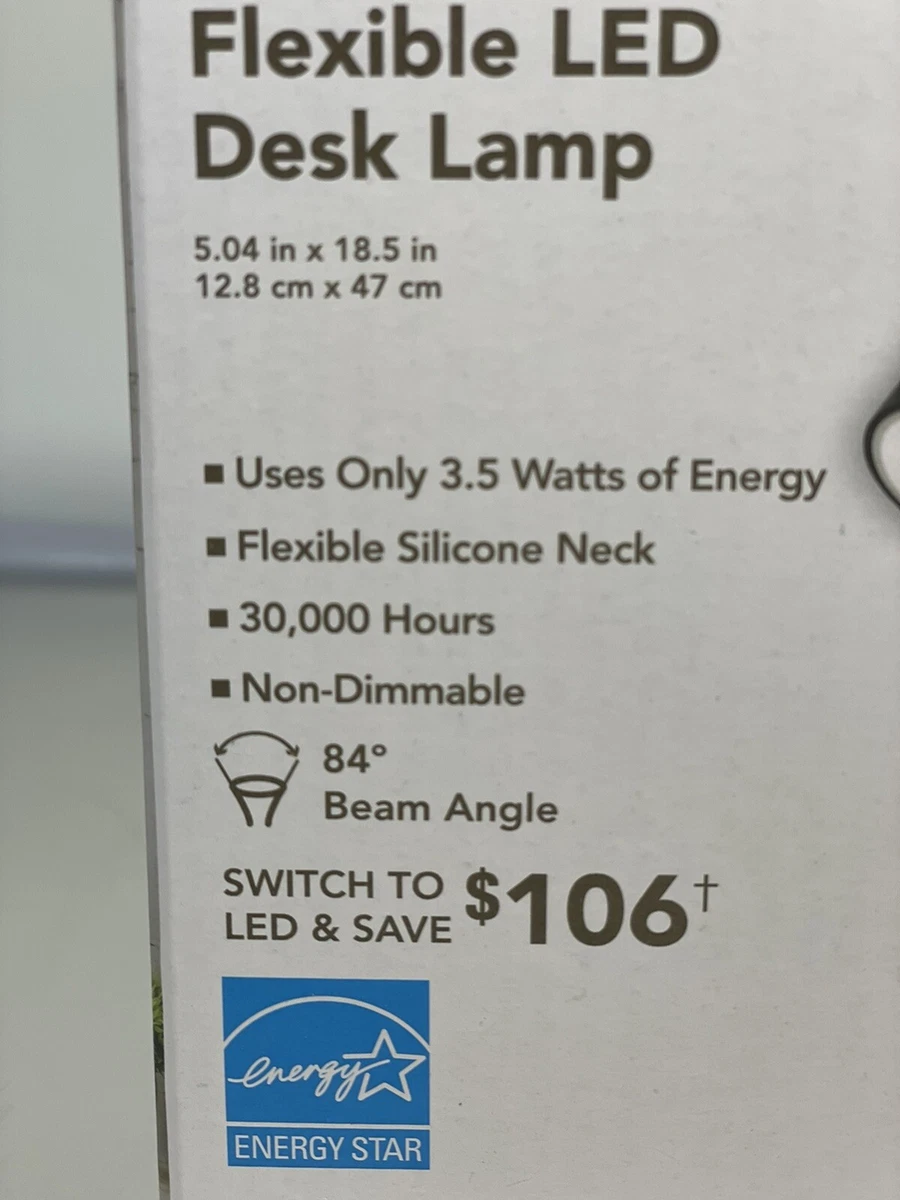 Flexible LED
Desk Lamp
5.04 in x 18.5 in
12.8 cm x 47 cm
■ Uses Only 3.5 Watts of Energy
■ Flexible Silicone Neck
■ 30,000 Hours
■ Non-Dimmable
84°
Beam Angle
SWITCH TO
LED & SAVE $106†
energy
ENERGY STAR